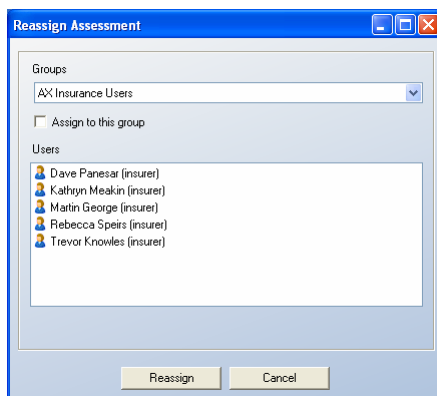 Reassign Assessment
Groups
AX Insurance Users
Assign to this group
Users
Dave Panesar (insurer)
Kathryn Meakin (insurer)
Martin George (insurer)
Rebecca Speirs (insurer)
Trevor Knowles (insurer)
Reassign Cancel